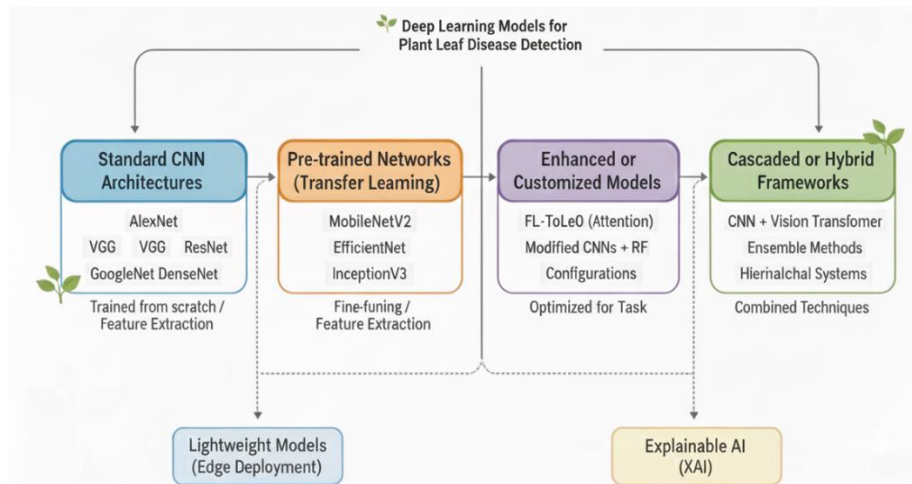 Deep Learning Models for
Plant Leaf Disease Detection
Standard CNN
Architectures
AlexNet
VGG VGG ResNet
GoogleNet DenseNet
Trained from scratch /
Feature Extraction
Pre-trained Networks
(Transfer Leaming)
MobileNetV2
EfficientNet
InceptionV3
Fine-funing /
Feature Extraction
Enhanced or
Customized Models
FL-ToLeO (Attention)
Modified CNNs + RF
Configurations
Optimized for Task
Cascaded or Hybrid
Frameworks
CNN + Vision Transfomer
Ensemble Methods
Hiernalchal Systems
Combined Techniques
Lightweight Models
(Edge Deployment)
Explainable AI
(XAI)